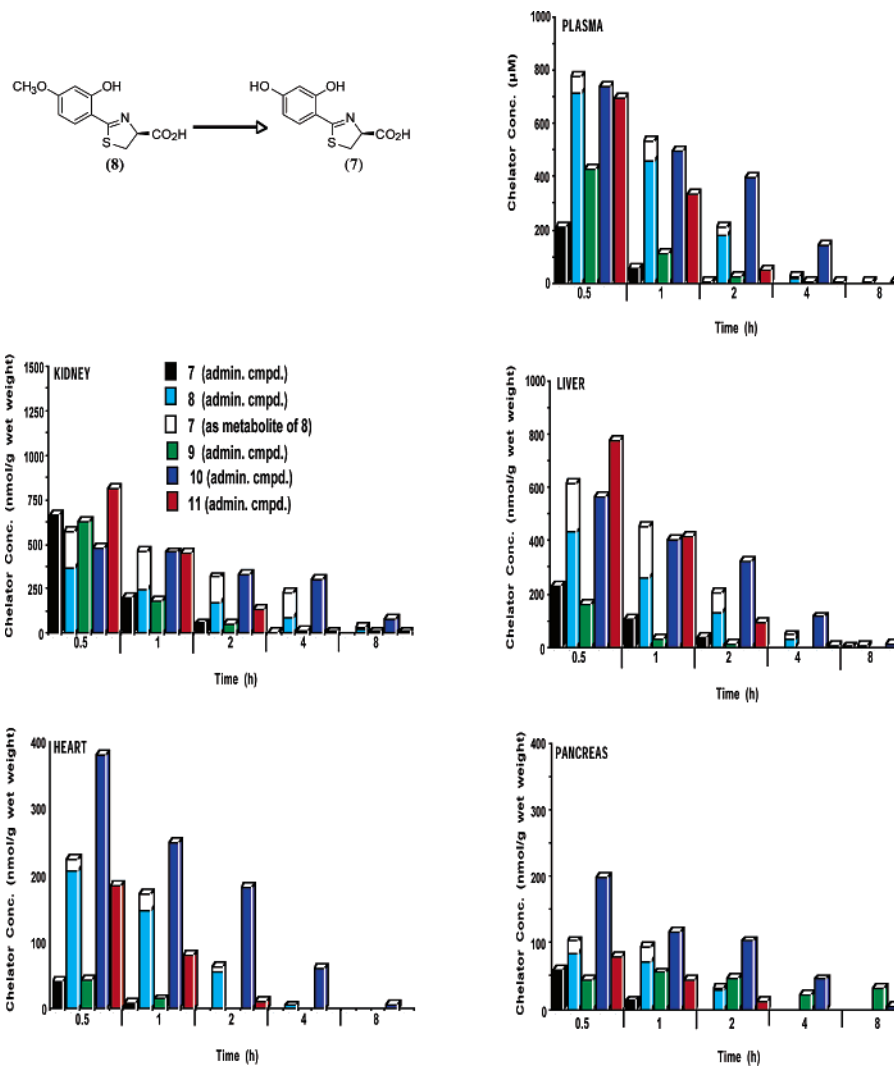 CH₃O
OH
N
S
CO₂H
(8)
HO
OH
N
S
CO₂H
(7)
PLASMA
Chelator Conc. (µM)
1000
800
600
400
200
0
0.5 1 2 4 8
Time (h)
KIDNEY
Chelator Conc. (nmol/g wet weight)
1500
1250
1000
750
500
250
0
7 (admin. cmpd.)
8 (admin. cmpd.)
7 (as metabolite of 8)
9 (admin. cmpd.)
10 (admin. cmpd.)
11 (admin. cmpd.)
0.5 1 2 4 8
Time (h)
LIVER
Chelator Conc. (nmol/g wet weight)
1000
800
600
400
200
0
0.5 1 2 4 8
Time (h)
HEART
Chelator Conc. (nmol/g wet weight)
400
300
200
100
0
0.5 1 2 4 8
Time (h)
PANCREAS
Chelator Conc. (nmol/g wet weight)
400
300
200
100
0
0.5 1 2 4 8
Time (h)